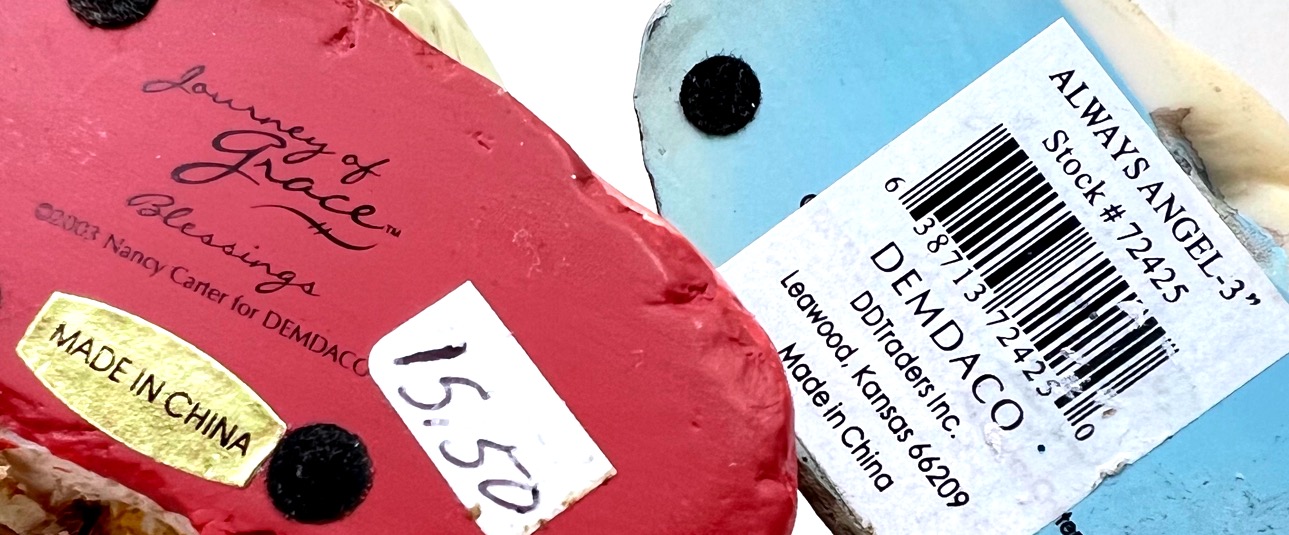 Journey of
Grace™
Blessings
©2003 Nancy Carter for DEMDACO
MADE IN CHINA
15.50
ALWAYS ANGEL-3"
Stock # 72425
6 38713 72425 0
DEMDACO
DDTraders Inc.
Leawood, Kansas 66209
Made in China